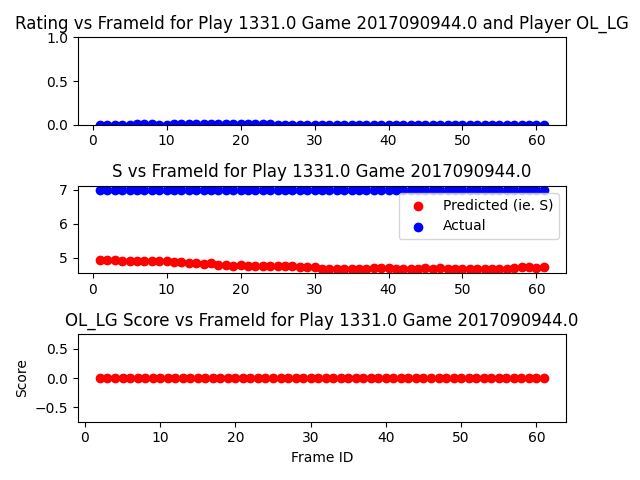 Rating vs FrameId for Play 1331.0 Game 2017090944.0 and Player OL_LG
1.0
0.5
0.0
0 10 20 30 40 50 60
S vs FrameId for Play 1331.0 Game 2017090944.0
7
6
5
Predicted (ie. S)
Actual
0 10 20 30 40 50 60
OL_LG Score vs FrameId for Play 1331.0 Game 2017090944.0
Score
0.5
0.0
−0.5
0 10 20 30 40 50 60
Frame ID